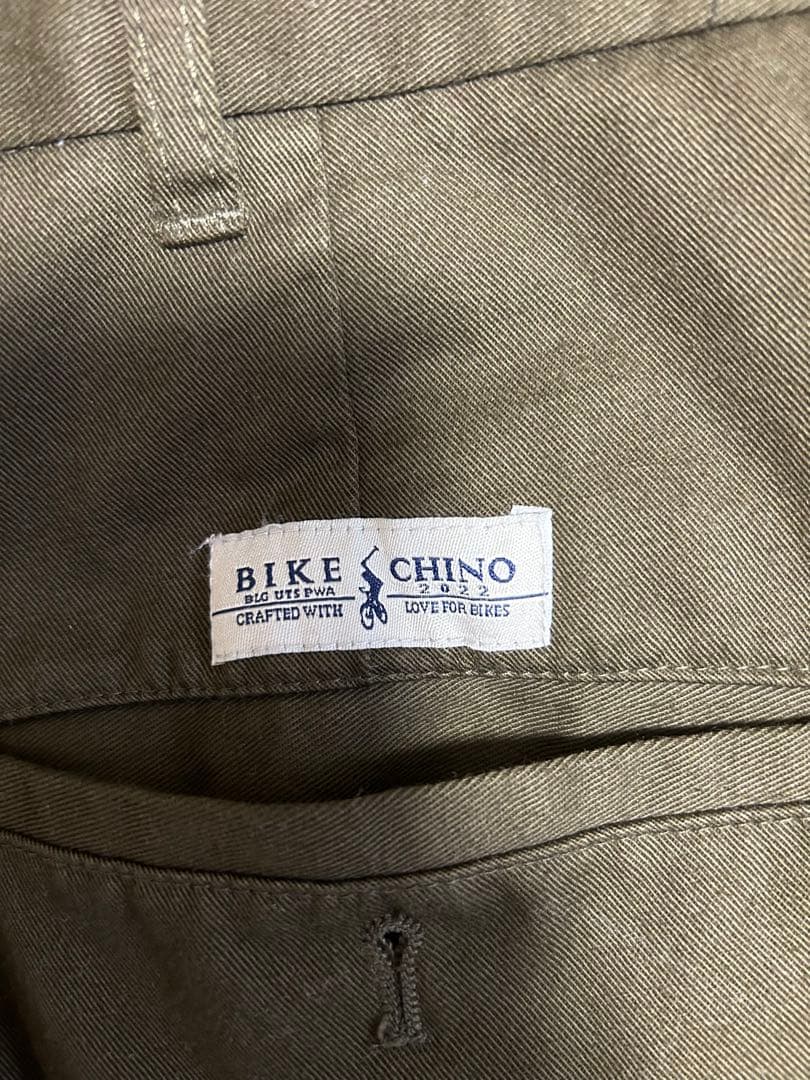 BIKE CHINO
BLG UTS PWA 2022
CRAFTED WITH LOVE FOR BIKES